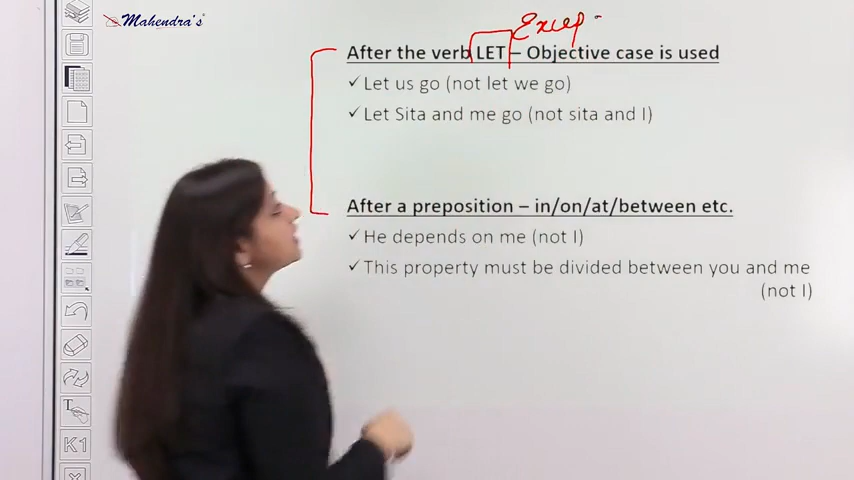 Mahendra's
Excep
After the verb LET – Objective case is used
✓ Let us go (not let we go)
✓ Let Sita and me go (not sita and I)
After a preposition – in/on/at/between etc.
✓ He depends on me (not I)
✓ This property must be divided between you and me
(not I)
T
K1